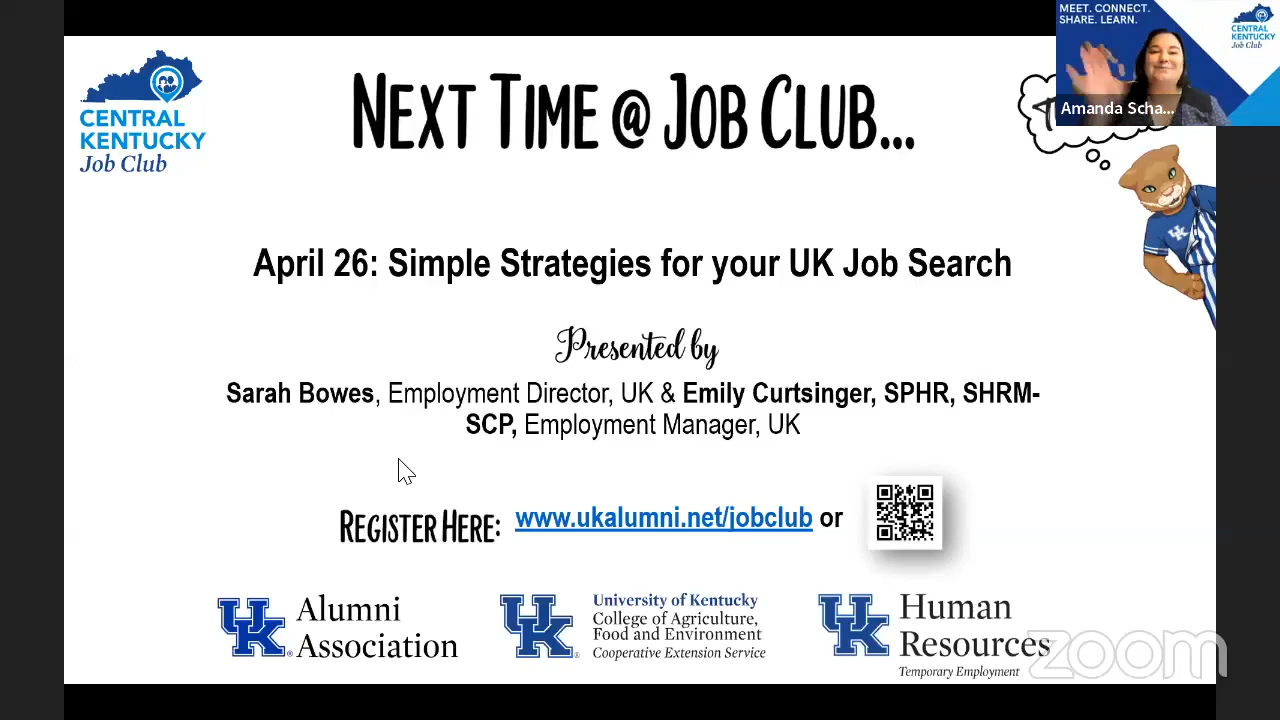 MEET. CONNECT.
SHARE. LEARN.
CENTRAL
KENTUCKY
Job Club
Amanda Scha...
CENTRAL
KENTUCKY
Job Club
NEXT TIME @ JOB CLUB...
April 26: Simple Strategies for your UK Job Search
Presented by
Sarah Bowes, Employment Director, UK & Emily Curtsinger, SPHR, SHRM-
SCP, Employment Manager, UK
REGISTER HERE: www.ukalumni.net/jobclub or
UK Alumni
Association
UK University of Kentucky
College of Agriculture,
Food and Environment
Cooperative Extension Service
UK Human
Resources
Temporary Employment
zoom
UK